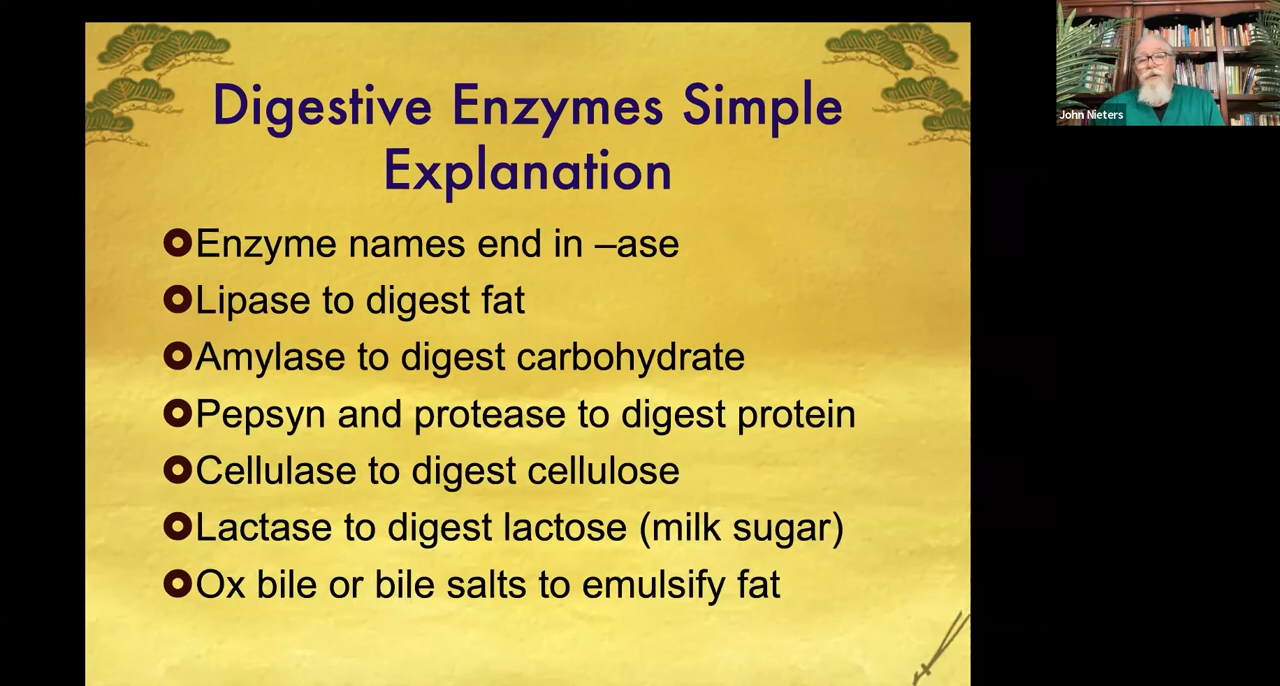 Digestive Enzymes Simple
Explanation
Enzyme names end in –ase
Lipase to digest fat
Amylase to digest carbohydrate
Pepsyn and protease to digest protein
Cellulase to digest cellulose
Lactase to digest lactose (milk sugar)
Ox bile or bile salts to emulsify fat
John Nieters